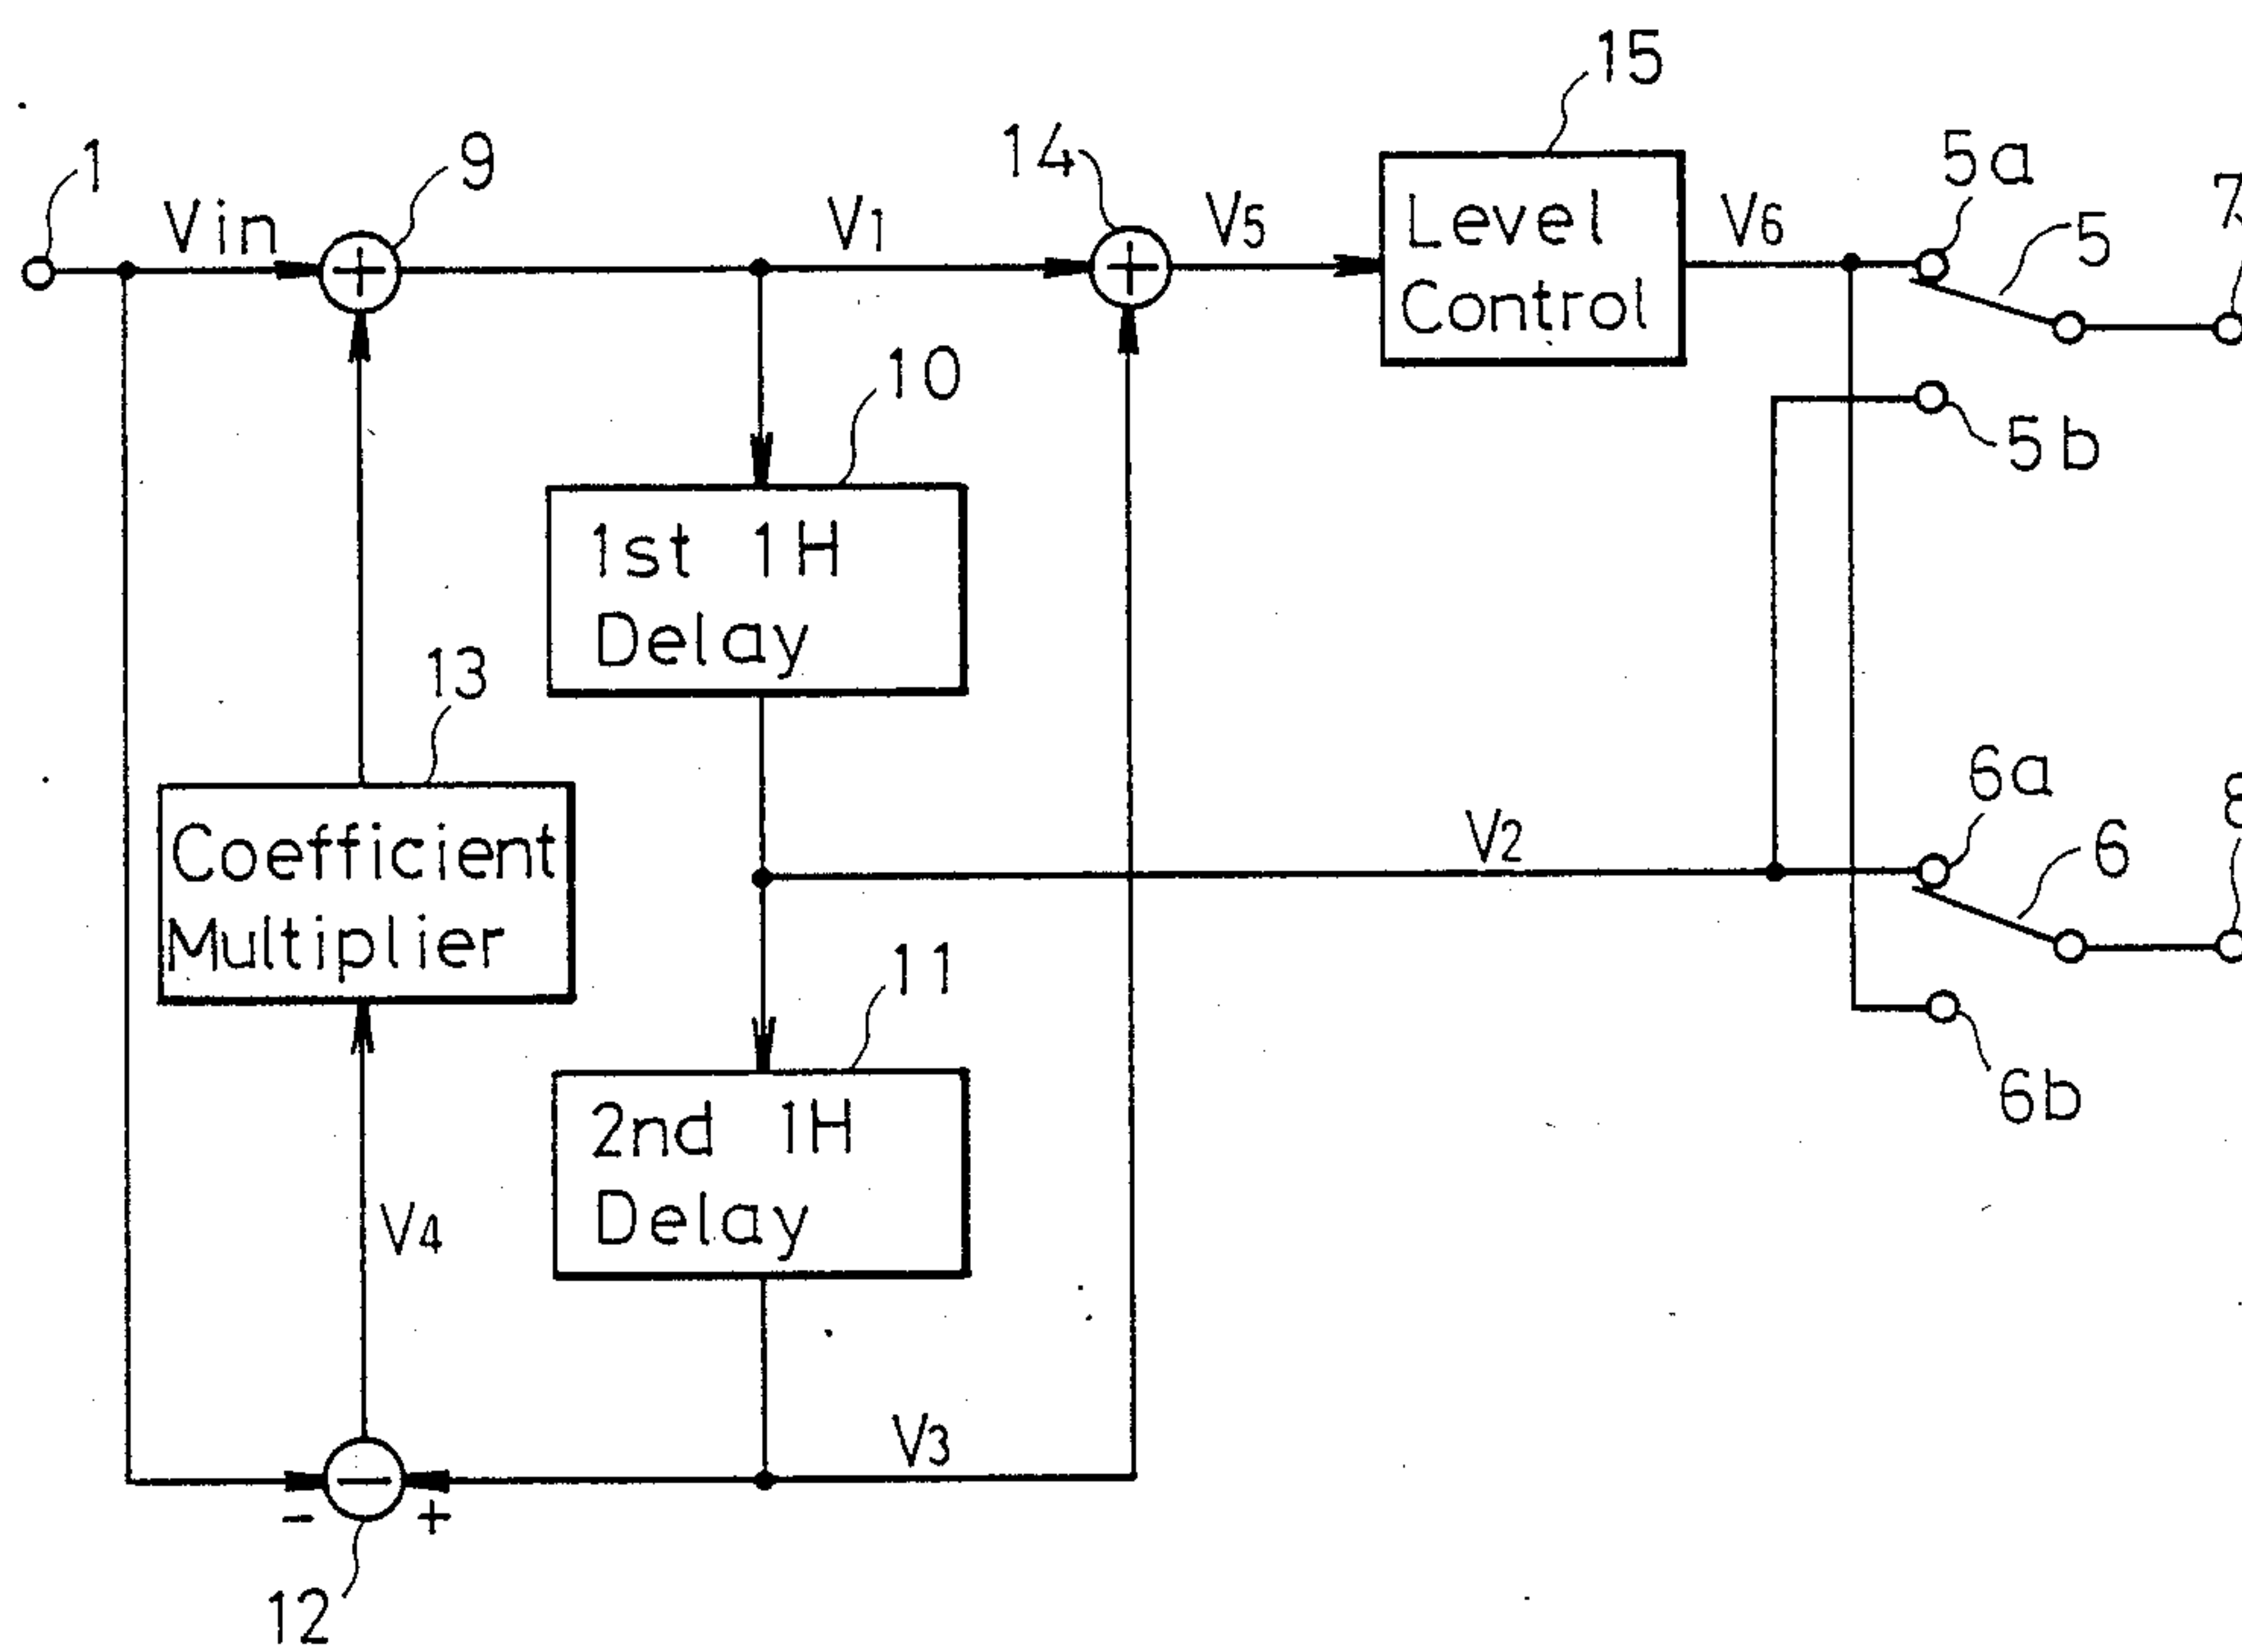 15
1
9
14
5a
7
Vin
V1
V5
Level
Control
V6
5
10
5b
1st 1H
Delay
13
6a
8
V2
6
Coefficient
Multiplier
11
6b
2nd 1H
Delay
V4
V3
- +
12